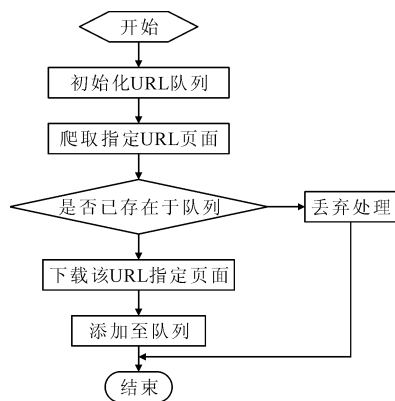 开始
初始化URL队列
爬取指定URL页面
是否已存在于队列
丢弃处理
下载该URL指定页面
添加至队列
结束